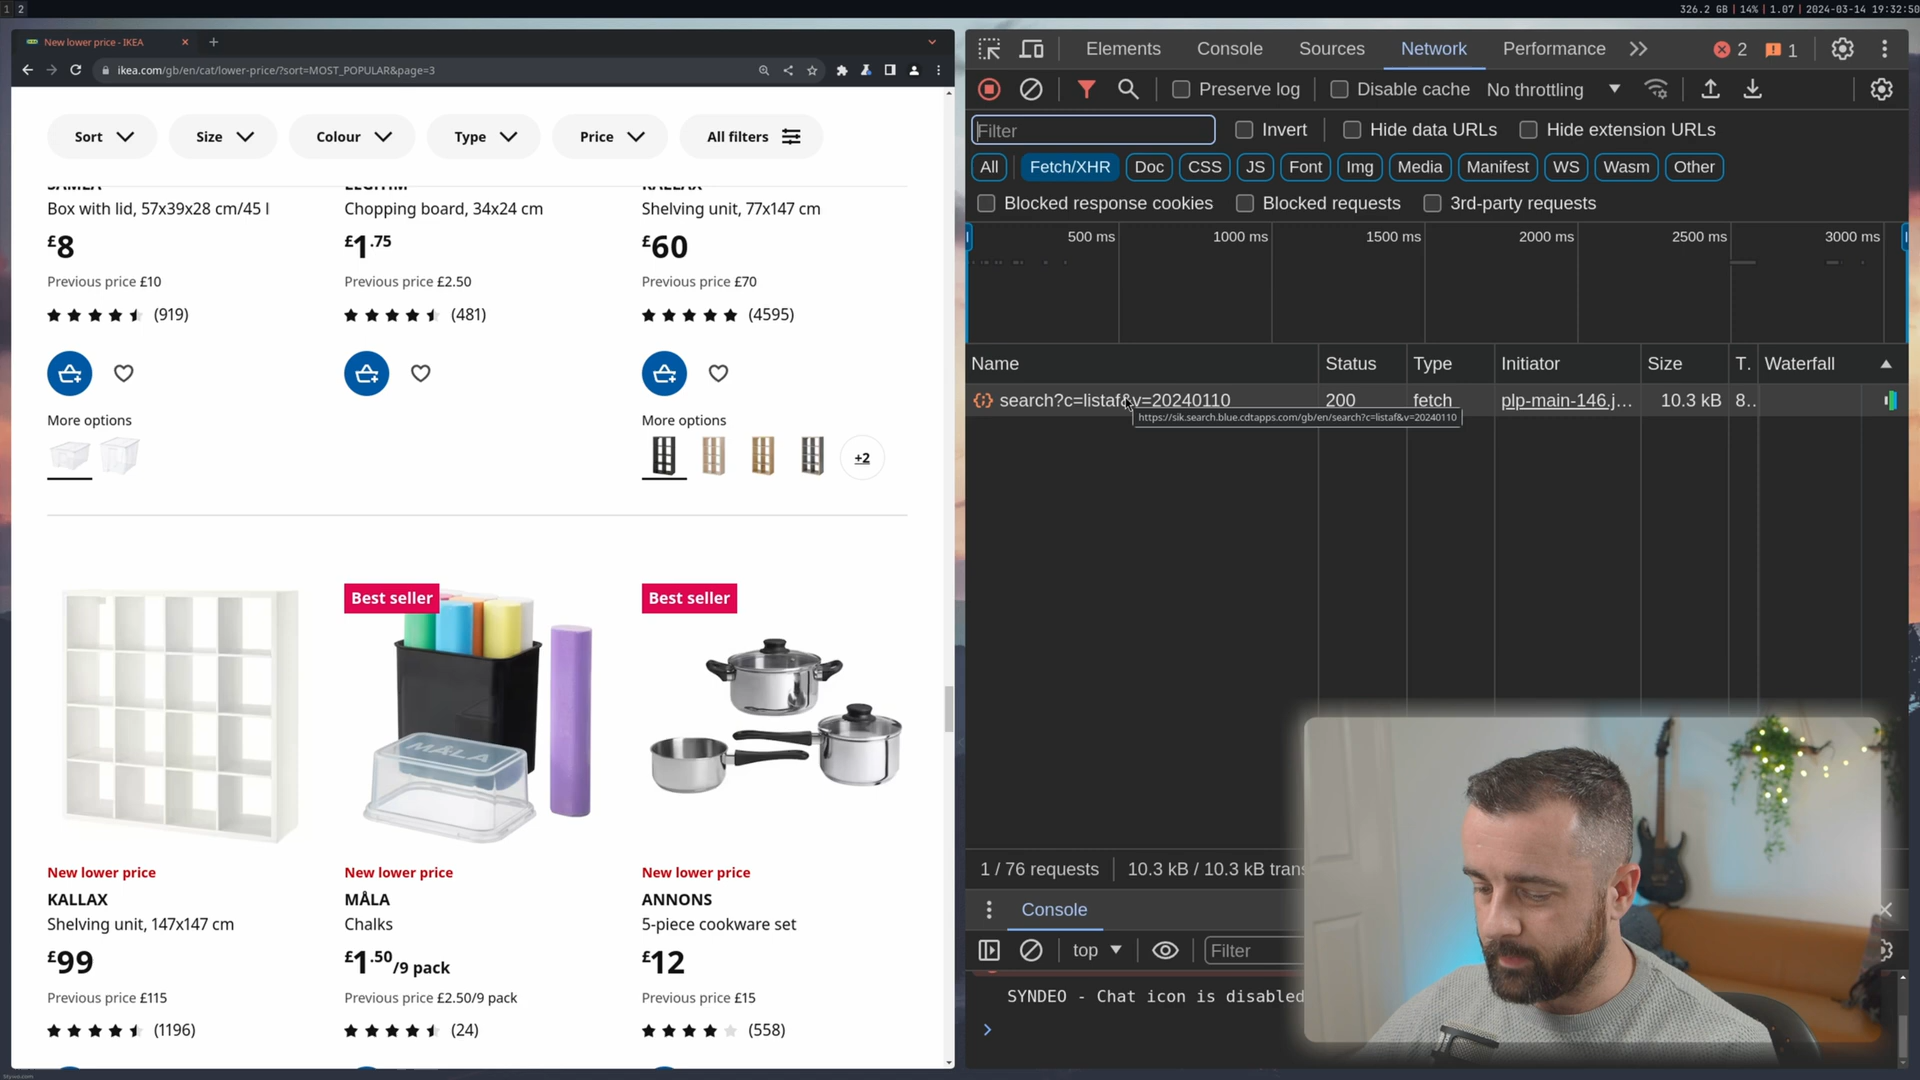 1 2
326.2 GB | 14% | 1.07 | 2024-03-14 19:32:50
New lower price - IKEA
ikea.com/gb/en/cat/lower-price/?sort=MOST_POPULAR&page=3
Sort
Size
Colour
Type
Price
All filters
Box with lid, 57x39x28 cm/45 l
£8
Previous price £10
(919)
More options
Chopping board, 34x24 cm
£1.75
Previous price £2.50
(481)
Shelving unit, 77x147 cm
£60
Previous price £70
(4595)
More options
+2
New lower price
KALLAX
Shelving unit, 147x147 cm
£99
Previous price £115
(1196)
Best seller
MÅLA
New lower price
MÅLA
Chalks
£1.50/9 pack
Previous price £2.50/9 pack
(24)
Best seller
New lower price
ANNONS
5-piece cookware set
£12
Previous price £15
(558)
Elements
Console
Sources
Network
Performance
2
1
Preserve log
Disable cache
No throttling
Filter
Invert
Hide data URLs
Hide extension URLs
All
Fetch/XHR
Doc
CSS
JS
Font
Img
Media
Manifest
WS
Wasm
Other
Blocked response cookies
Blocked requests
3rd-party requests
500 ms
1000 ms
1500 ms
2000 ms
2500 ms
3000 ms
Name
Status
Type
Initiator
Size
T.
Waterfall
search?c=listaf&v=20240110
200
fetch
plp-main-146.j…
10.3 kB
8..
https://sik.search.blue.cdtapps.com/gb/en/search?c=listaf&v=20240110
1 / 76 requests
10.3 kB / 10.3 kB trans
Console
top
Filter
SYNDEO - Chat icon is disabled